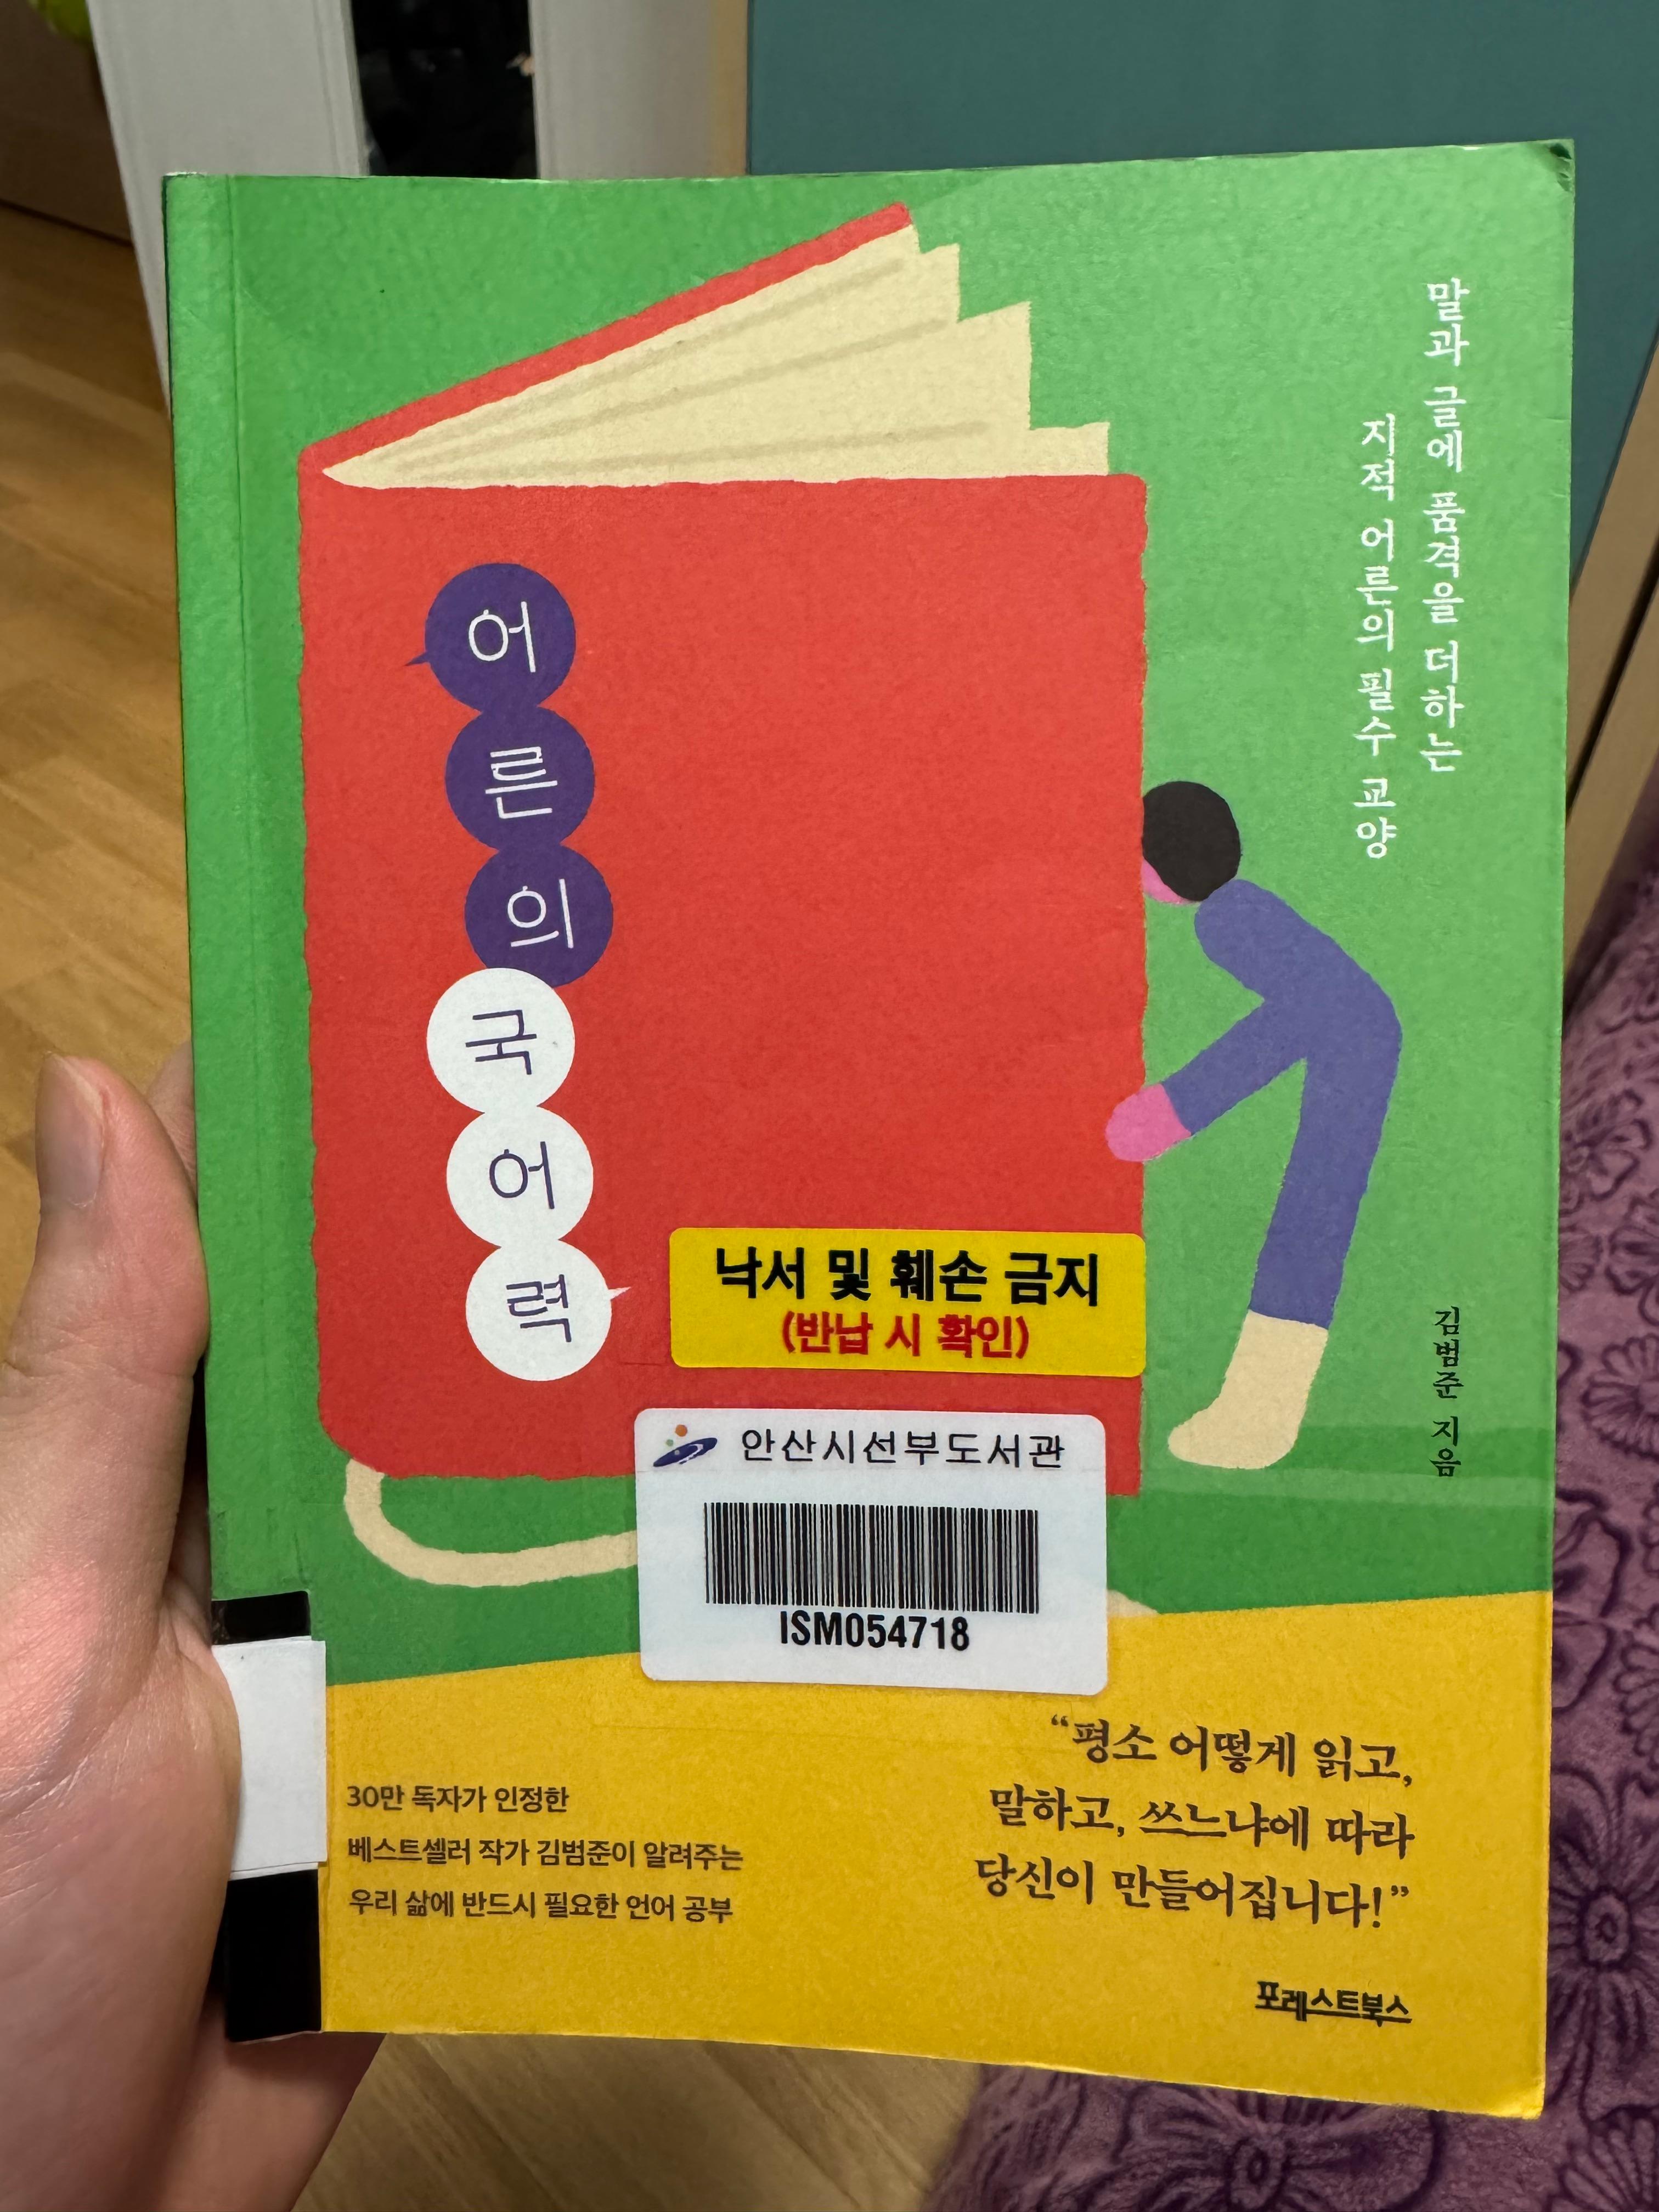 말과 글에 품격을 더하는
지적 어른의 필수 교양
어른의
국어력
김범준 지음
낙서 및 훼손 금지
(반납 시 확인)
안산시선부도서관
ISM054718
“평소 어떻게 읽고,
말하고, 쓰느냐에 따라
당신이 만들어집니다!”
30만 독자가 인정한
베스트셀러 작가 김범준이 알려주는
우리 삶에 반드시 필요한 언어 공부
포레스트북스